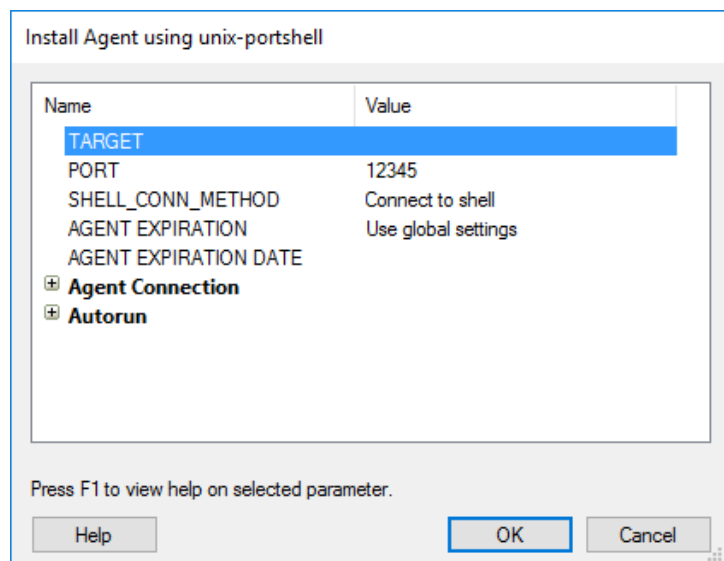 Install Agent using unix-portshell
Name Value
TARGET
PORT 12345
SHELL_CONN_METHOD Connect to shell
AGENT EXPIRATION Use global settings
AGENT EXPIRATION DATE
Agent Connection
Autorun
Press F1 to view help on selected parameter.
Help OK Cancel